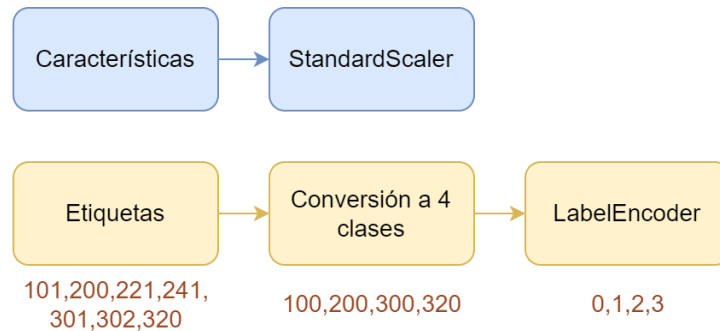 Características
StandardScaler
Etiquetas
Conversión a 4
clases
LabelEncoder
101,200,221,241,
301,302,320
100,200,300,320
0,1,2,3